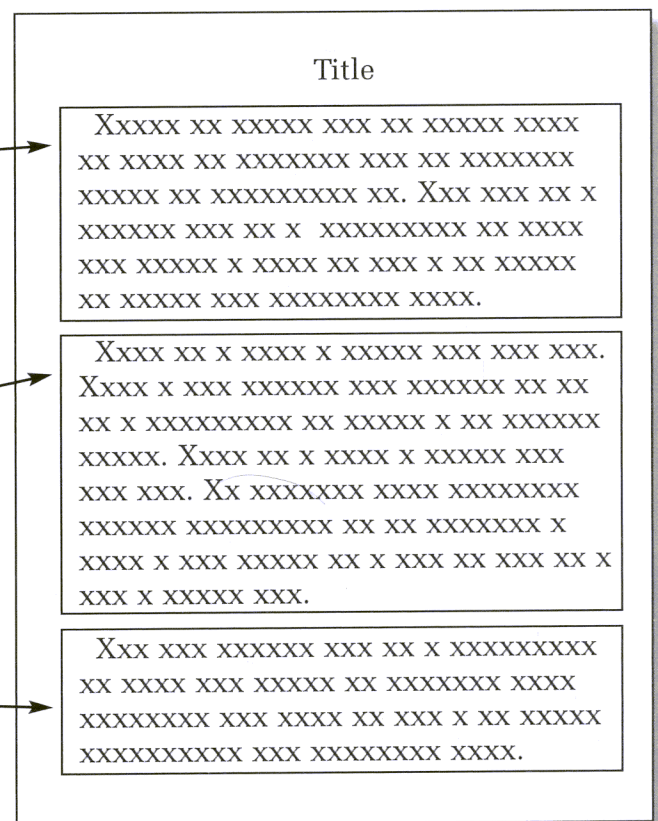 Title
Xxxxx xx xxxxx xxx xx xxxxx xxxx
xx xxxx xx xxxxxxx xxx xx xxxxxxx
xxxxx xx xxxxxxxxx xx. Xxx xxx xx x
xxxxxx xxx xx x xxxxxxxxx xx xxxx
xxx xxxxx x xxxx xx xxx x xx xxxxx
xx xxxxx xxx xxxxxxxx xxxx.
Xxxx xx x xxxx x xxxxx xxx xxx xxx.
Xxxx x xxx xxxxxx xxx xxxxxx xx xx
xx x xxxxxxxxx xx xxxxx x xx xxxxxx
xxxxx. Xxxx xx x xxxx x xxxxx xxx
xxx xxx. Xx xxxxxxx xxxx xxxxxxxx
xxxxxx xxxxxxxxx xx xx xxxxxxx x
xxxx x xxx xxxxx xx x xxx xx xxx xx x
xxx x xxxxx xxx.
Xxx xxx xxxxxx xxx xx x xxxxxxxxx
xx xxxx xxx xxxxx xx xxxxxxx xxxx
xxxxxxxx xxx xxxx xx xxx x xx xxxxx
xxxxxxxxxx xxx xxxxxxxx xxxx.